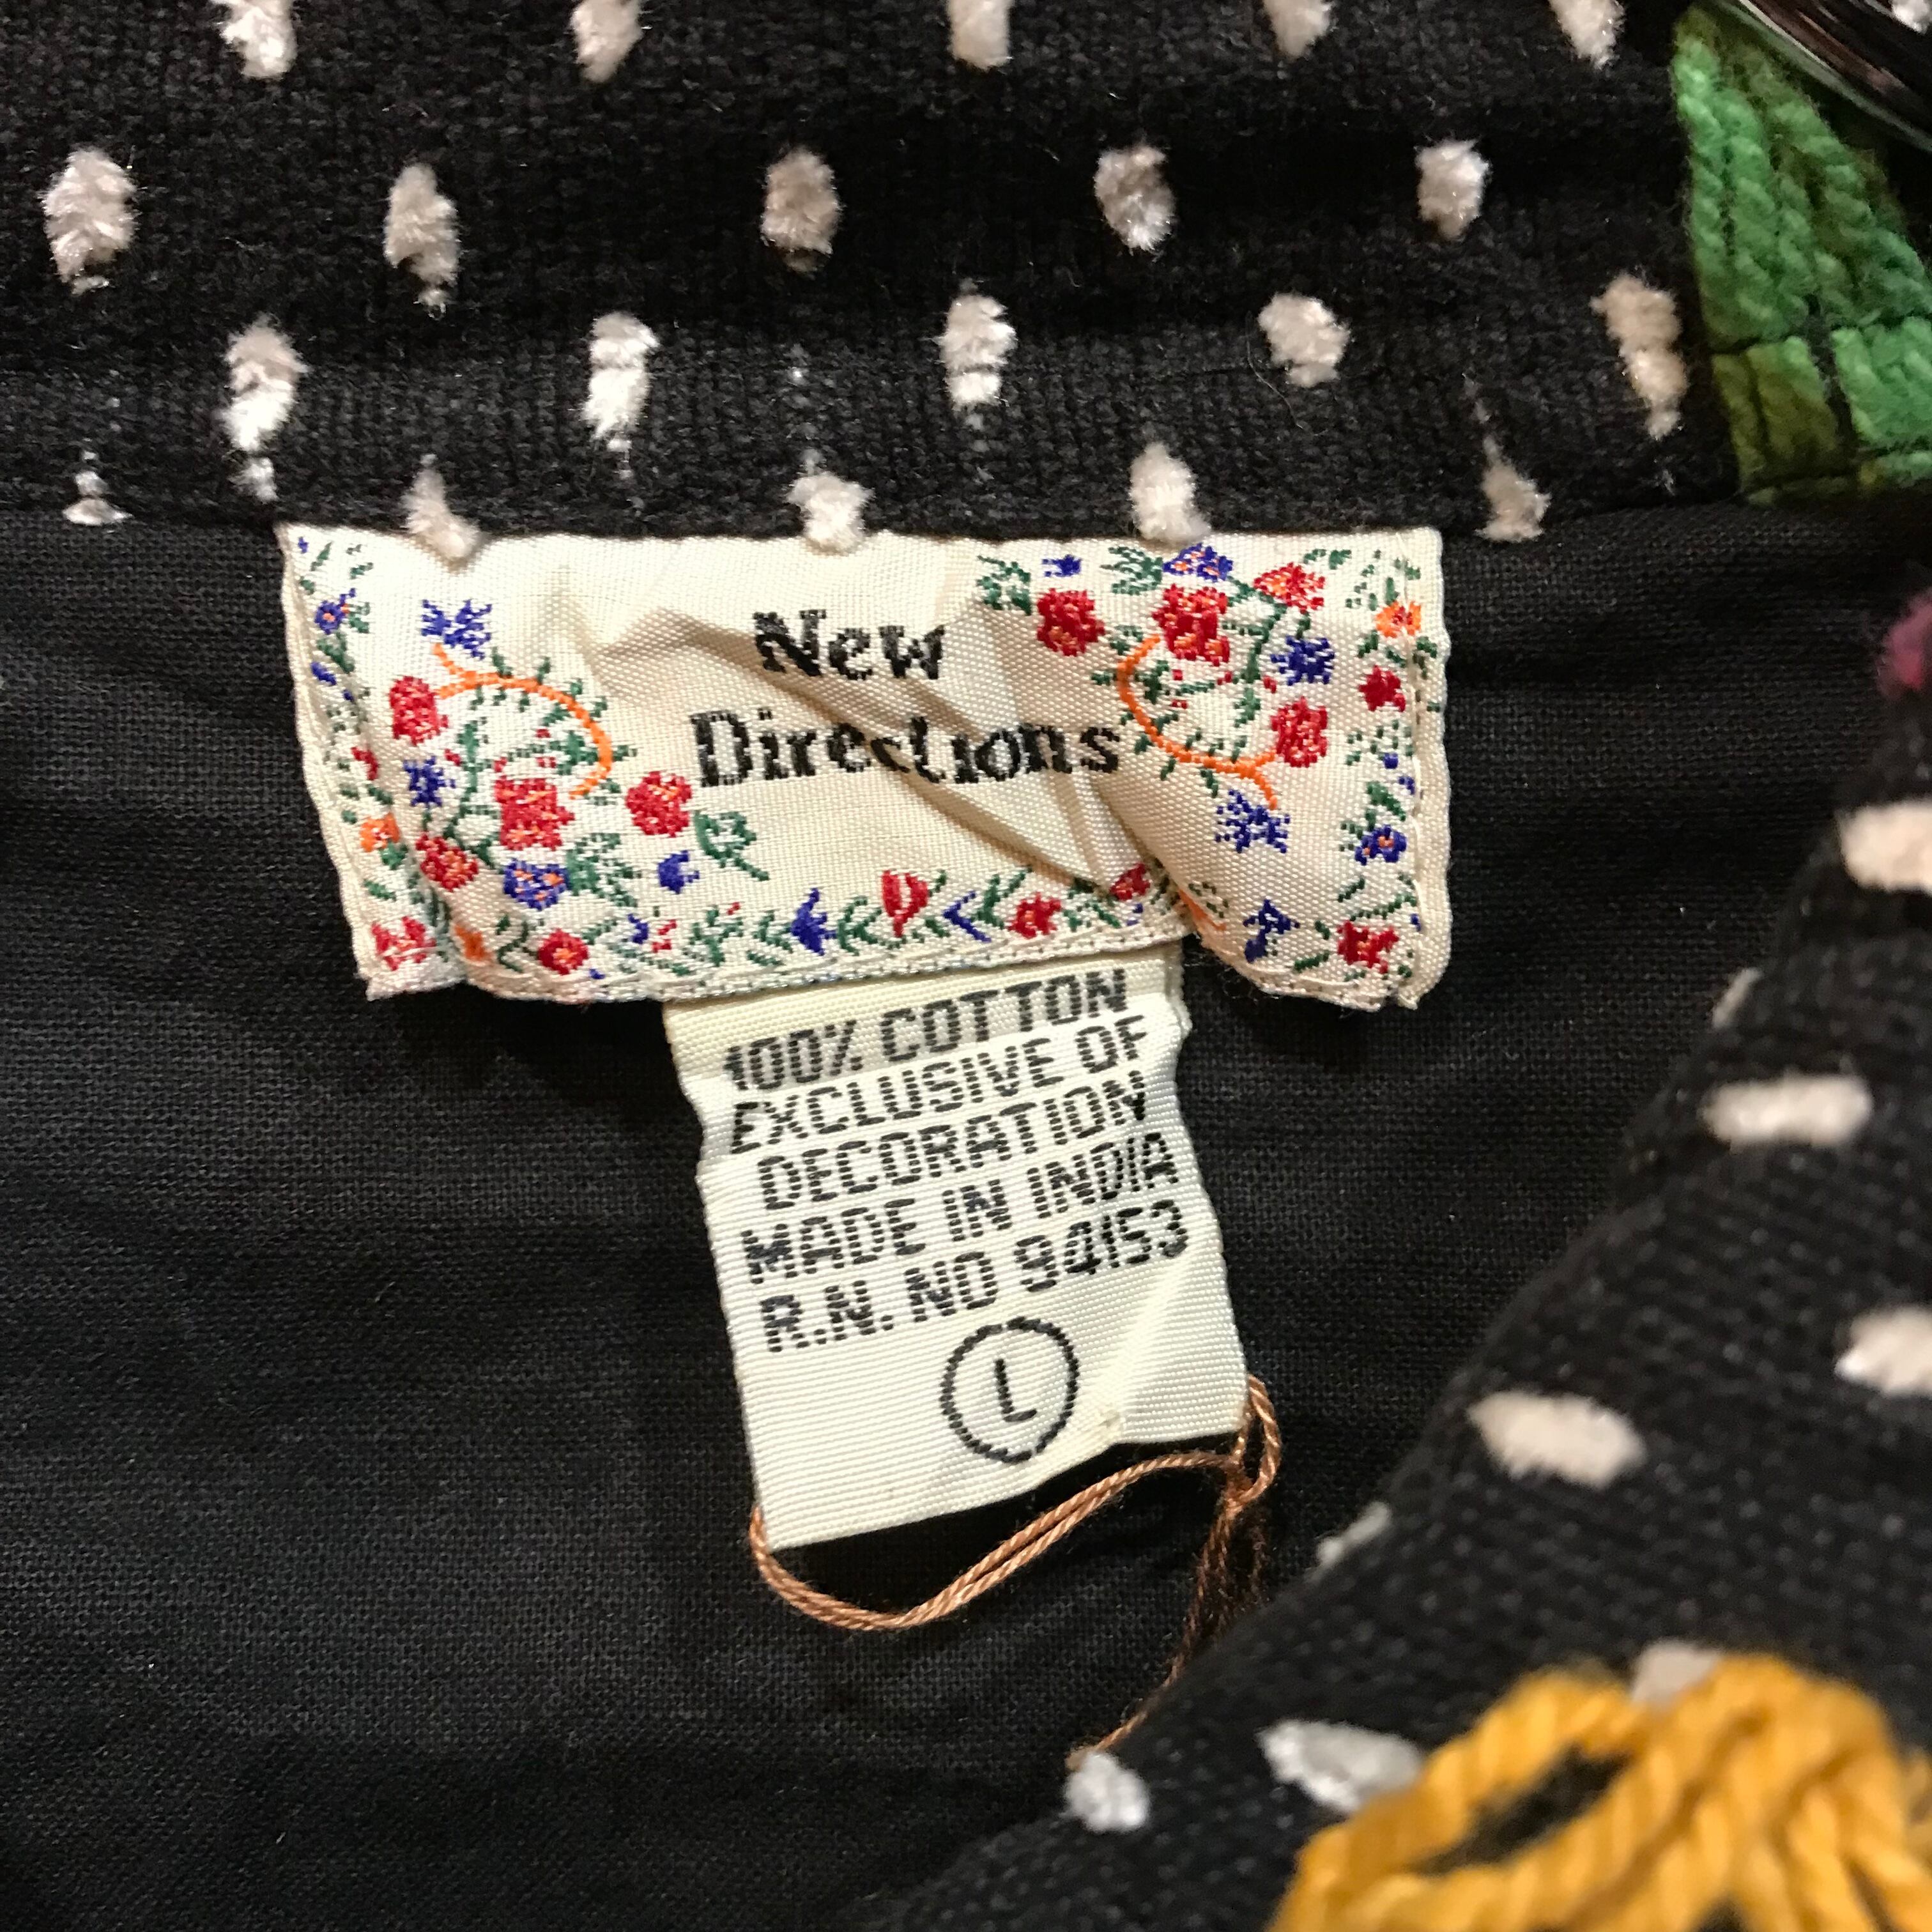 New
Directions
100% COTTON
EXCLUSIVE OF
DECORATION
MADE IN INDIA
R.N. NO 94153
L